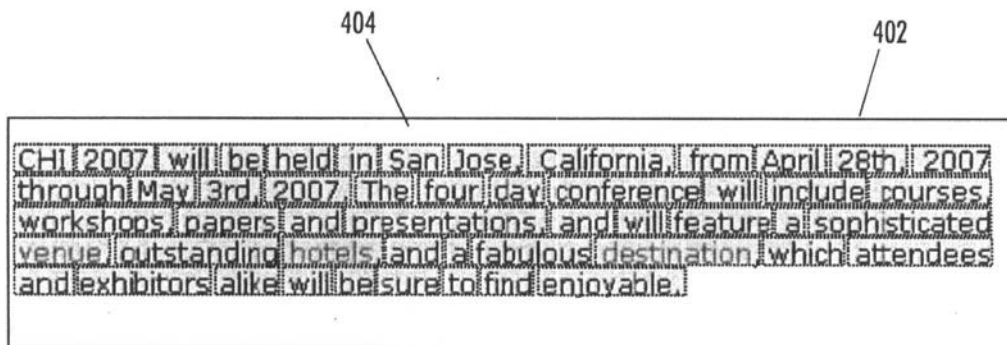 404
402
CHI 2007 will be held in San Jose, California, from April 28th, 2007
through May 3rd, 2007. The four day conference will include courses,
workshops, papers and presentations, and will feature a sophisticated
venue, outstanding hotels, and a fabulous destination, which attendees
and exhibitors alike will be sure to find enjoyable.